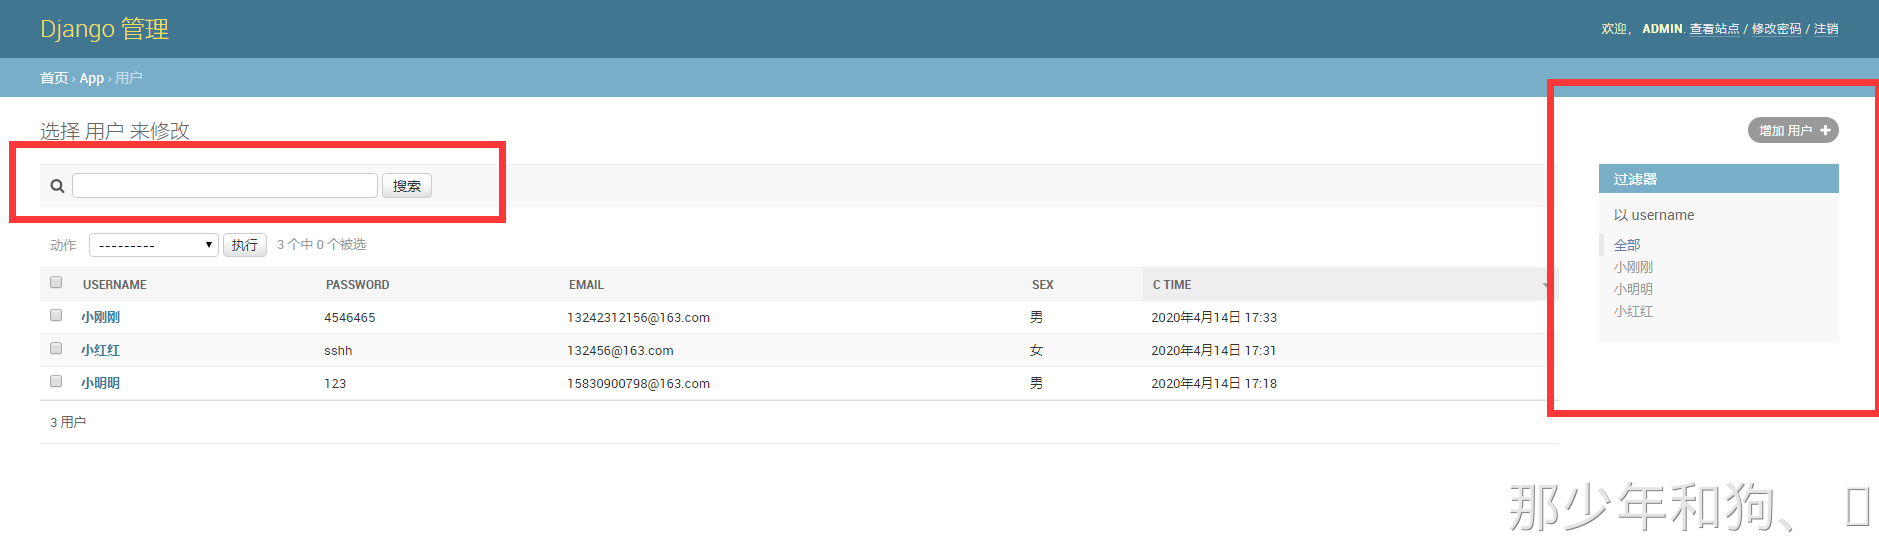 Django 管理
欢迎， ADMIN. 查看站点 / 修改密码 / 注销
首页 › App › 用户
选择 用户 来修改
增加 用户
搜索
动作 --------- 执行 3 个中 0 个被选
USERNAME PASSWORD EMAIL SEX C TIME
小刚刚 4546465 13242312156@163.com 男 2020年4月14日 17:33
小红红 sshh 132456@163.com 女 2020年4月14日 17:31
小明明 123 15830900798@163.com 男 2020年4月14日 17:18
3 用户
过滤器
以 username
全部
小刚刚
小明明
小红红
那少年和狗、